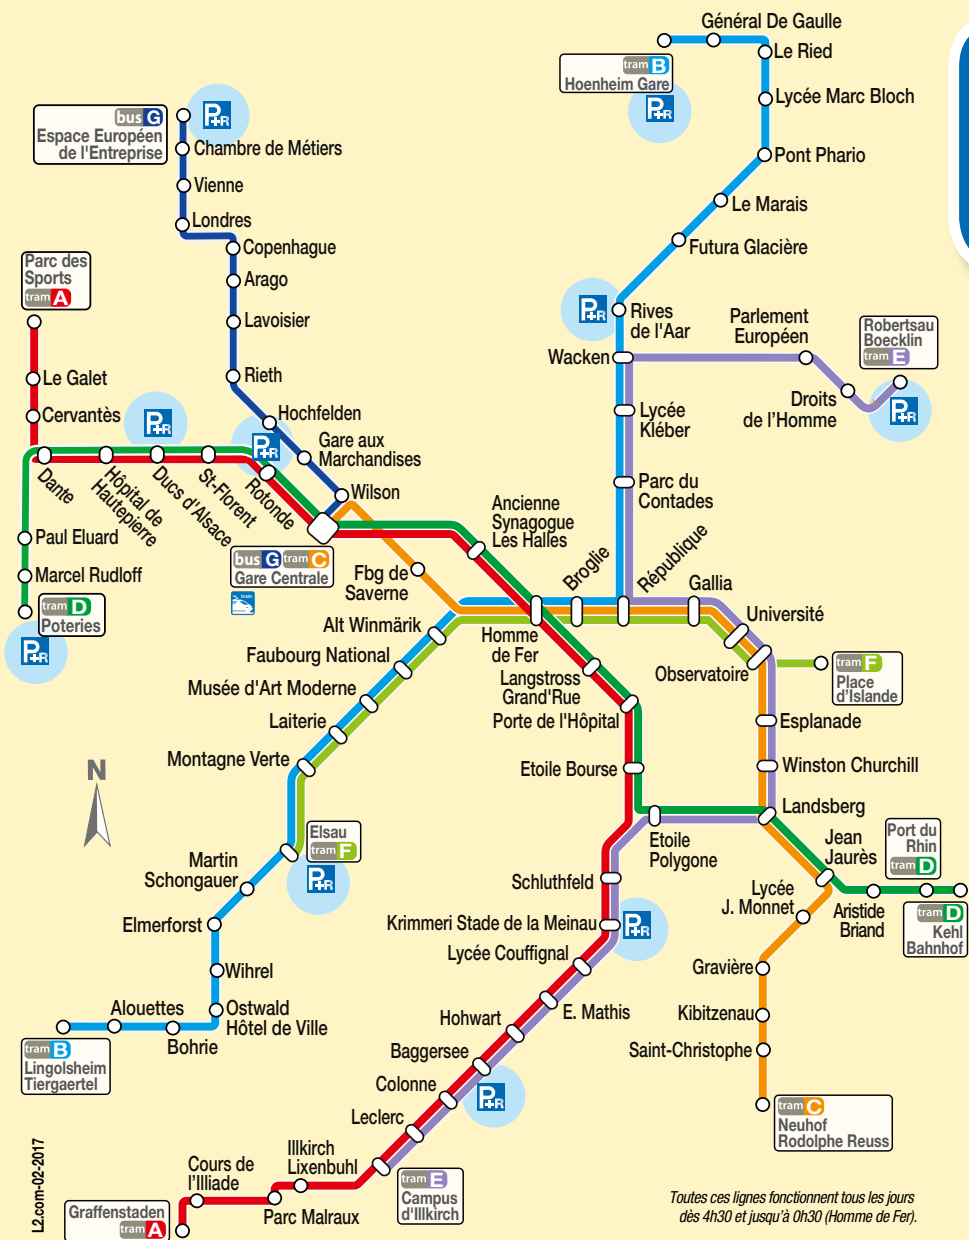 Général De Gaulle
Le Ried
tram B
Hoenheim Gare
P+R
Lycée Marc Bloch
Pont Phario
Le Marais
Futura Glacière
P+R
Rives
de l'Aar
Wacken
Parlement
Européen
Droits
de l'Homme
Robertsau
Boecklin
tram E
P+R
Lycée
Kléber
Parc du
Contades
bus G
Espace Européen
de l'Entreprise
P+R
Chambre de Métiers
Vienne
Londres
Copenhague
Arago
Lavoisier
Rieth
Hochfelden
Gare aux
Marchandises
Wilson
Parc des
Sports
tram A
Le Galet
Cervantès
P+R
P+R
Dante
Hôpital de
Hautepierre
Ducs d'Alsace
St-Florent
Rotonde
Paul Eluard
Marcel Rudloff
tram D
Poteries
P+R
bus G tram C
Gare Centrale
train
Fbg de
Saverne
Ancienne
Synagogue
Les Halles
Broglie
République
Gallia
Université
Observatoire
tram F
Place
d'Islande
Homme
de Fer
Langstross
Grand'Rue
Porte de l'Hôpital
Etoile Bourse
Alt Winmärik
Faubourg National
Musée d'Art Moderne
Laiterie
Montagne Verte
Elsau
tram F
P+R
Martin
Schongauer
Elmerforst
Wihrel
Ostwald
Hôtel de Ville
Alouettes
Bohrie
tram B
Lingolsheim
Tiergaertel
N
Esplanade
Winston Churchill
Landsberg
Jean
Jaurès
Port du
Rhin
tram D
Etoile
Polygone
Lycée
J. Monnet
Aristide
Briand
tram D
Kehl
Bahnhof
Gravière
Kibitzenau
Saint-Christophe
tram C
Neuhof
Rodolphe Reuss
Schluthfeld
Krimmeri Stade de la Meinau
P+R
Lycée Couffignal
E. Mathis
Hohwart
Baggersee
P+R
Colonne
Leclerc
Illkirch
Lixenbuhl
tram E
Campus
d'Illkirch
Cours de
l'Illiade
Parc Malraux
Graffenstaden
tram A
L2.com-02-2017
Toutes ces lignes fonctionnent tous les jours
dès 4h30 et jusqu'à 0h30 (Homme de Fer).